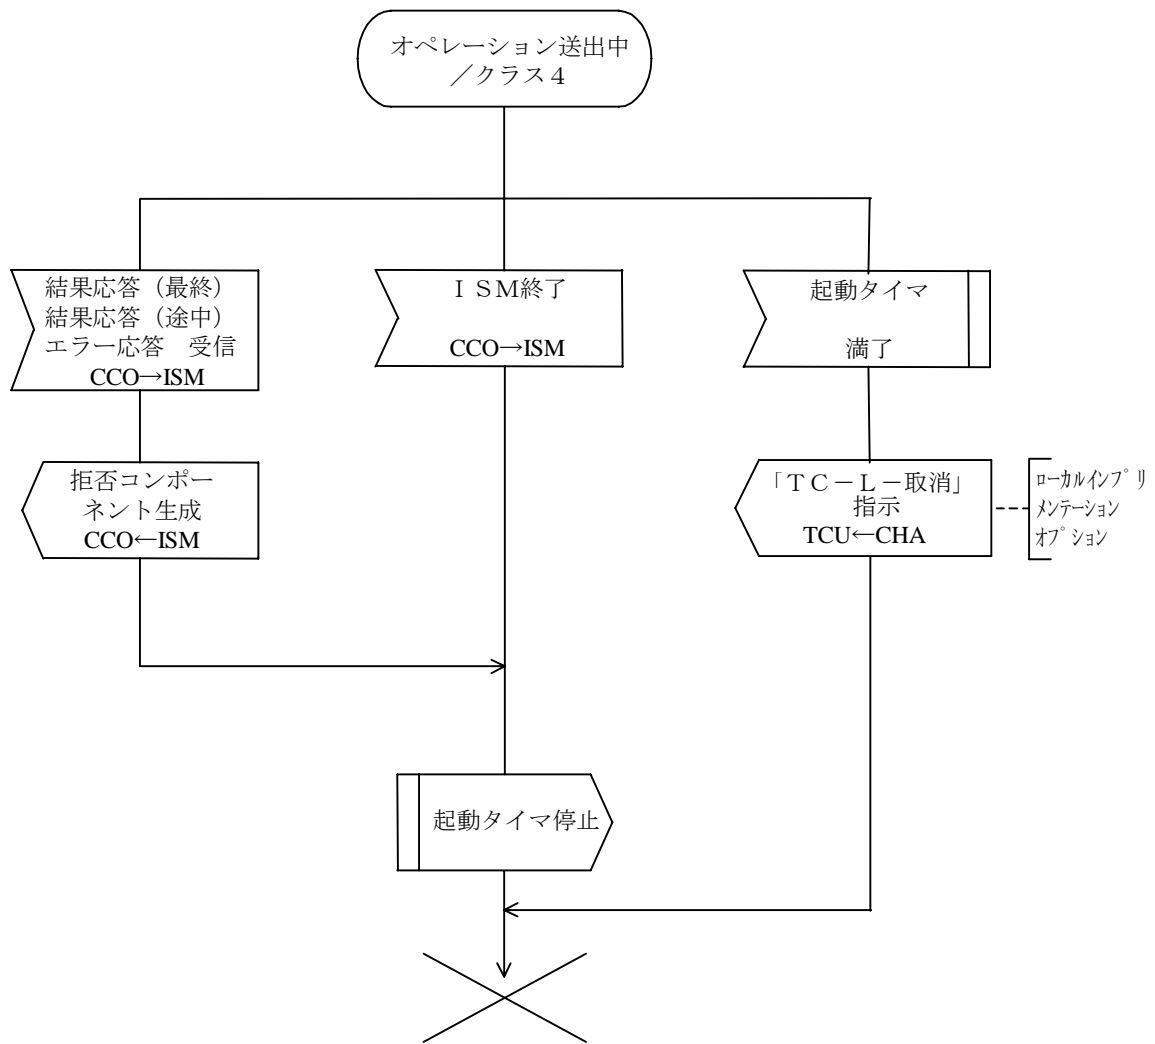 オペレーション送出中
／クラス４
結果応答（最終）
結果応答（途中）
エラー応答　受信
CCO→ISM
ＩＳＭ終了
CCO→ISM
起動タイマ
満了
拒否コンポー
ネント生成
CCO←ISM
「ＴＣ－Ｌ－取消」
指示
TCU←CHA
ﾛｰｶﾙｲﾝﾌﾟﾘ
ﾒﾝﾃｰｼｮﾝ
ｵﾌﾟｼｮﾝ
起動タイマ停止